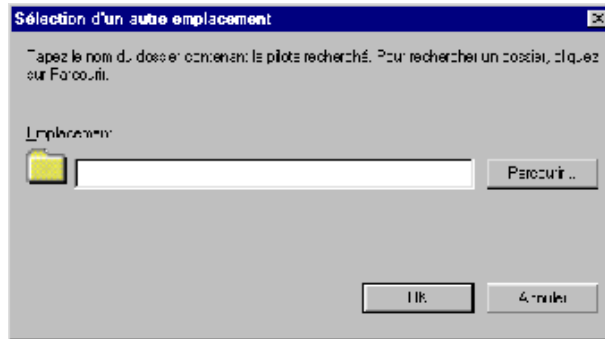 Sélection d'un autre emplacement
Tapez le nom du dossier contenant le pilote recherché. Pour rechercher un dossier, cliquez
sur Parcourir.
Emplacement
Parcourir...
OK
Annuler